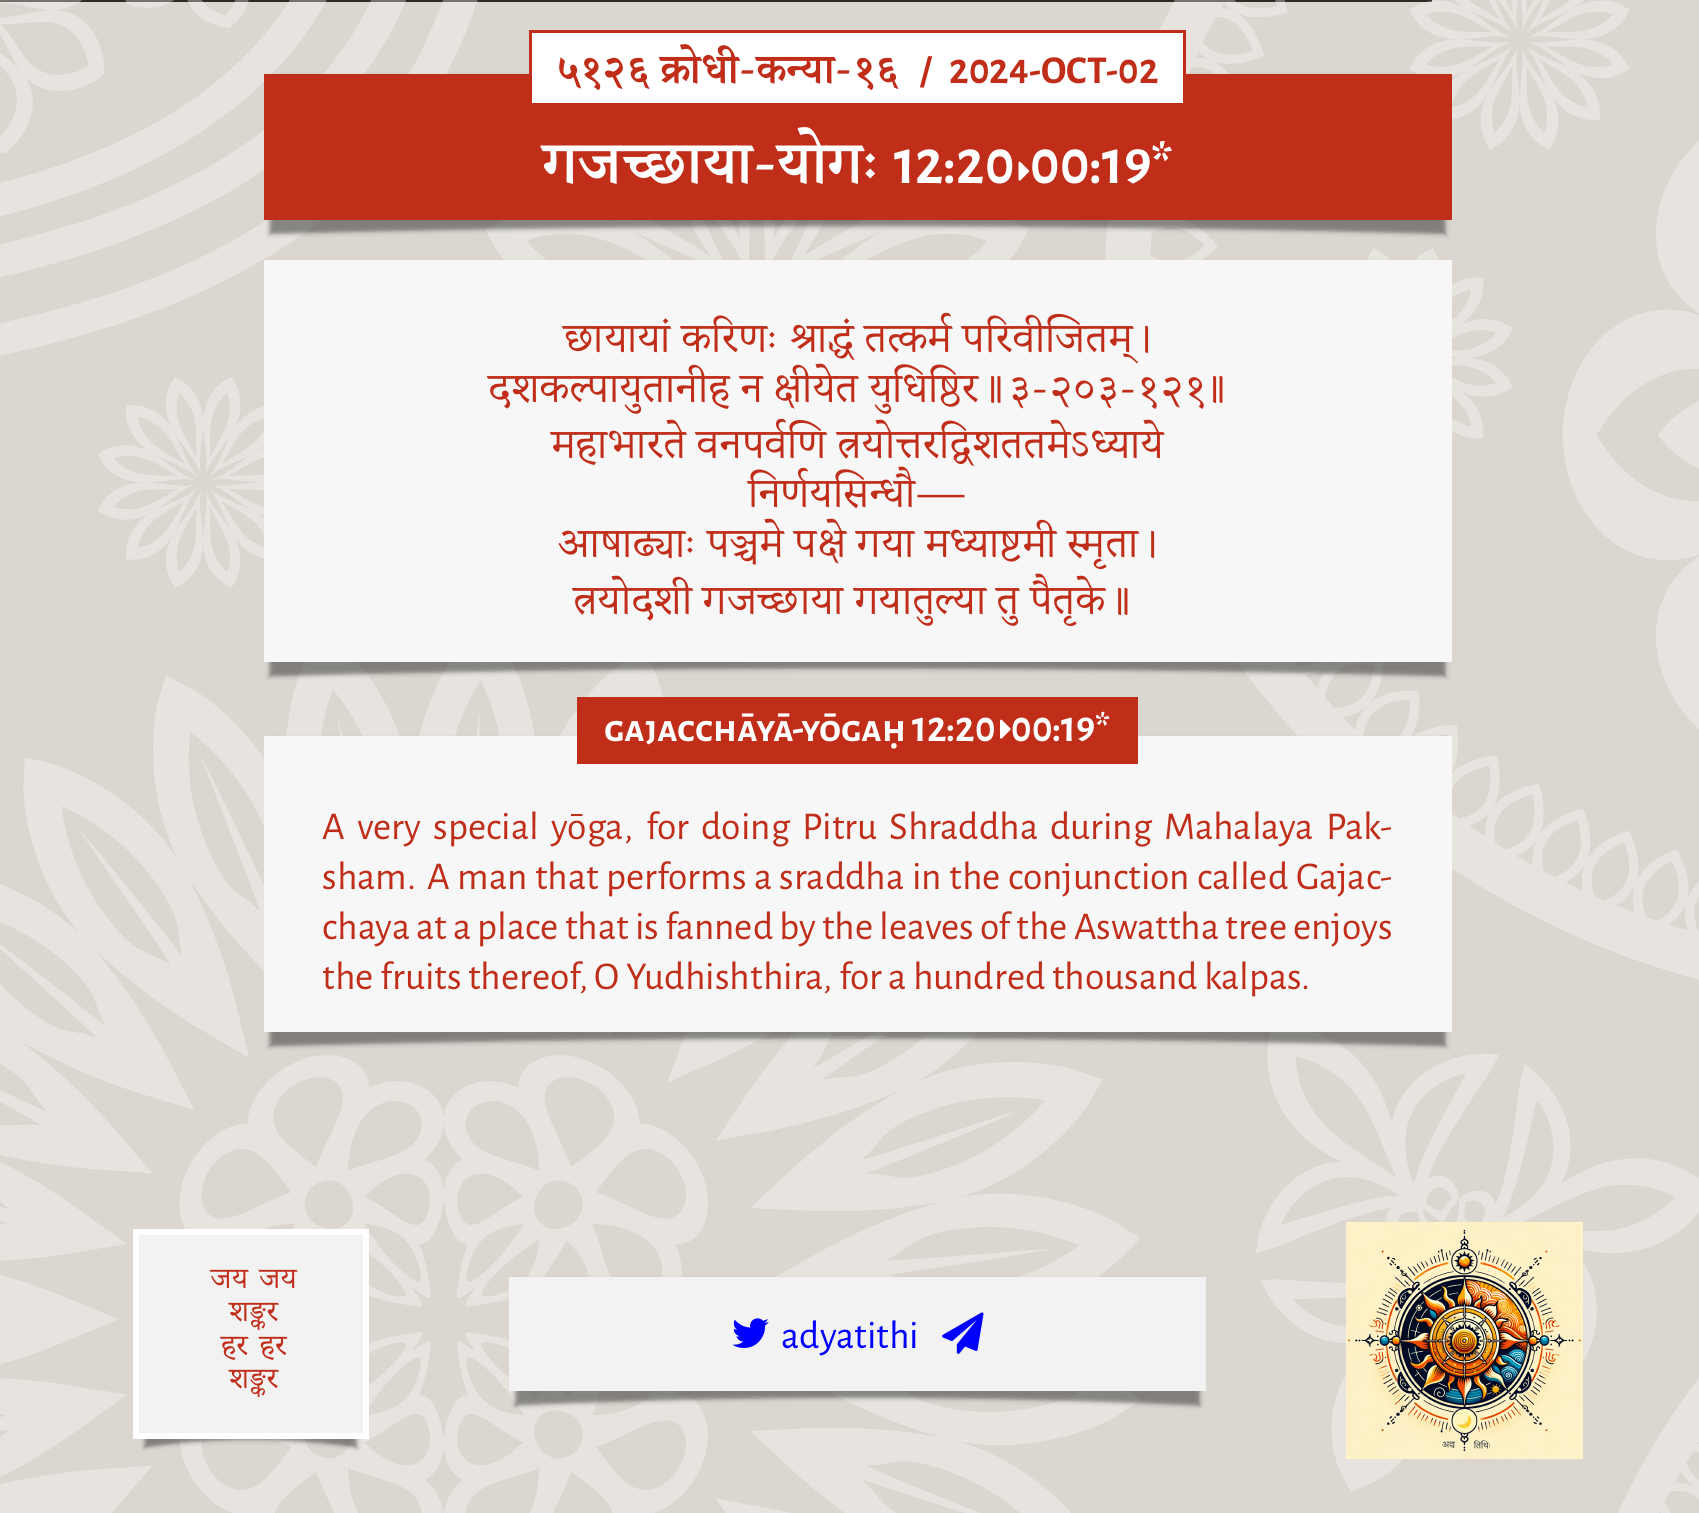 ५१२६ क्रोधी-कन्या-१६ / 2024-OCT-02
गजच्छाया-योगः 12:20▸00:19*
छायायां करिणः श्राद्धं तत्कर्म परिवीजितम्।
दशकल्पायुतानीह न क्षीयेत युधिष्ठिर॥३-२०३-१२१॥
महाभारते वनपर्वणि त्रयोत्तरद्विशततमेऽध्याये
निर्णयसिन्धौ—
आषाढ्याः पञ्चमे पक्षे गया मध्याष्टमी स्मृता।
त्रयोदशी गजच्छाया गयातुल्या तु पैतृके॥
GAJACCHĀYĀ-YŌGAḤ 12:20▸00:19*
A very special yōga, for doing Pitru Shraddha during Mahalaya Pak-
sham. A man that performs a sraddha in the conjunction called Gajac-
chaya at a place that is fanned by the leaves of the Aswattha tree enjoys
the fruits thereof, O Yudhishthira, for a hundred thousand kalpas.
जय जय
शङ्कर
हर हर
शङ्कर
adyatithi
अद्य तिथिः